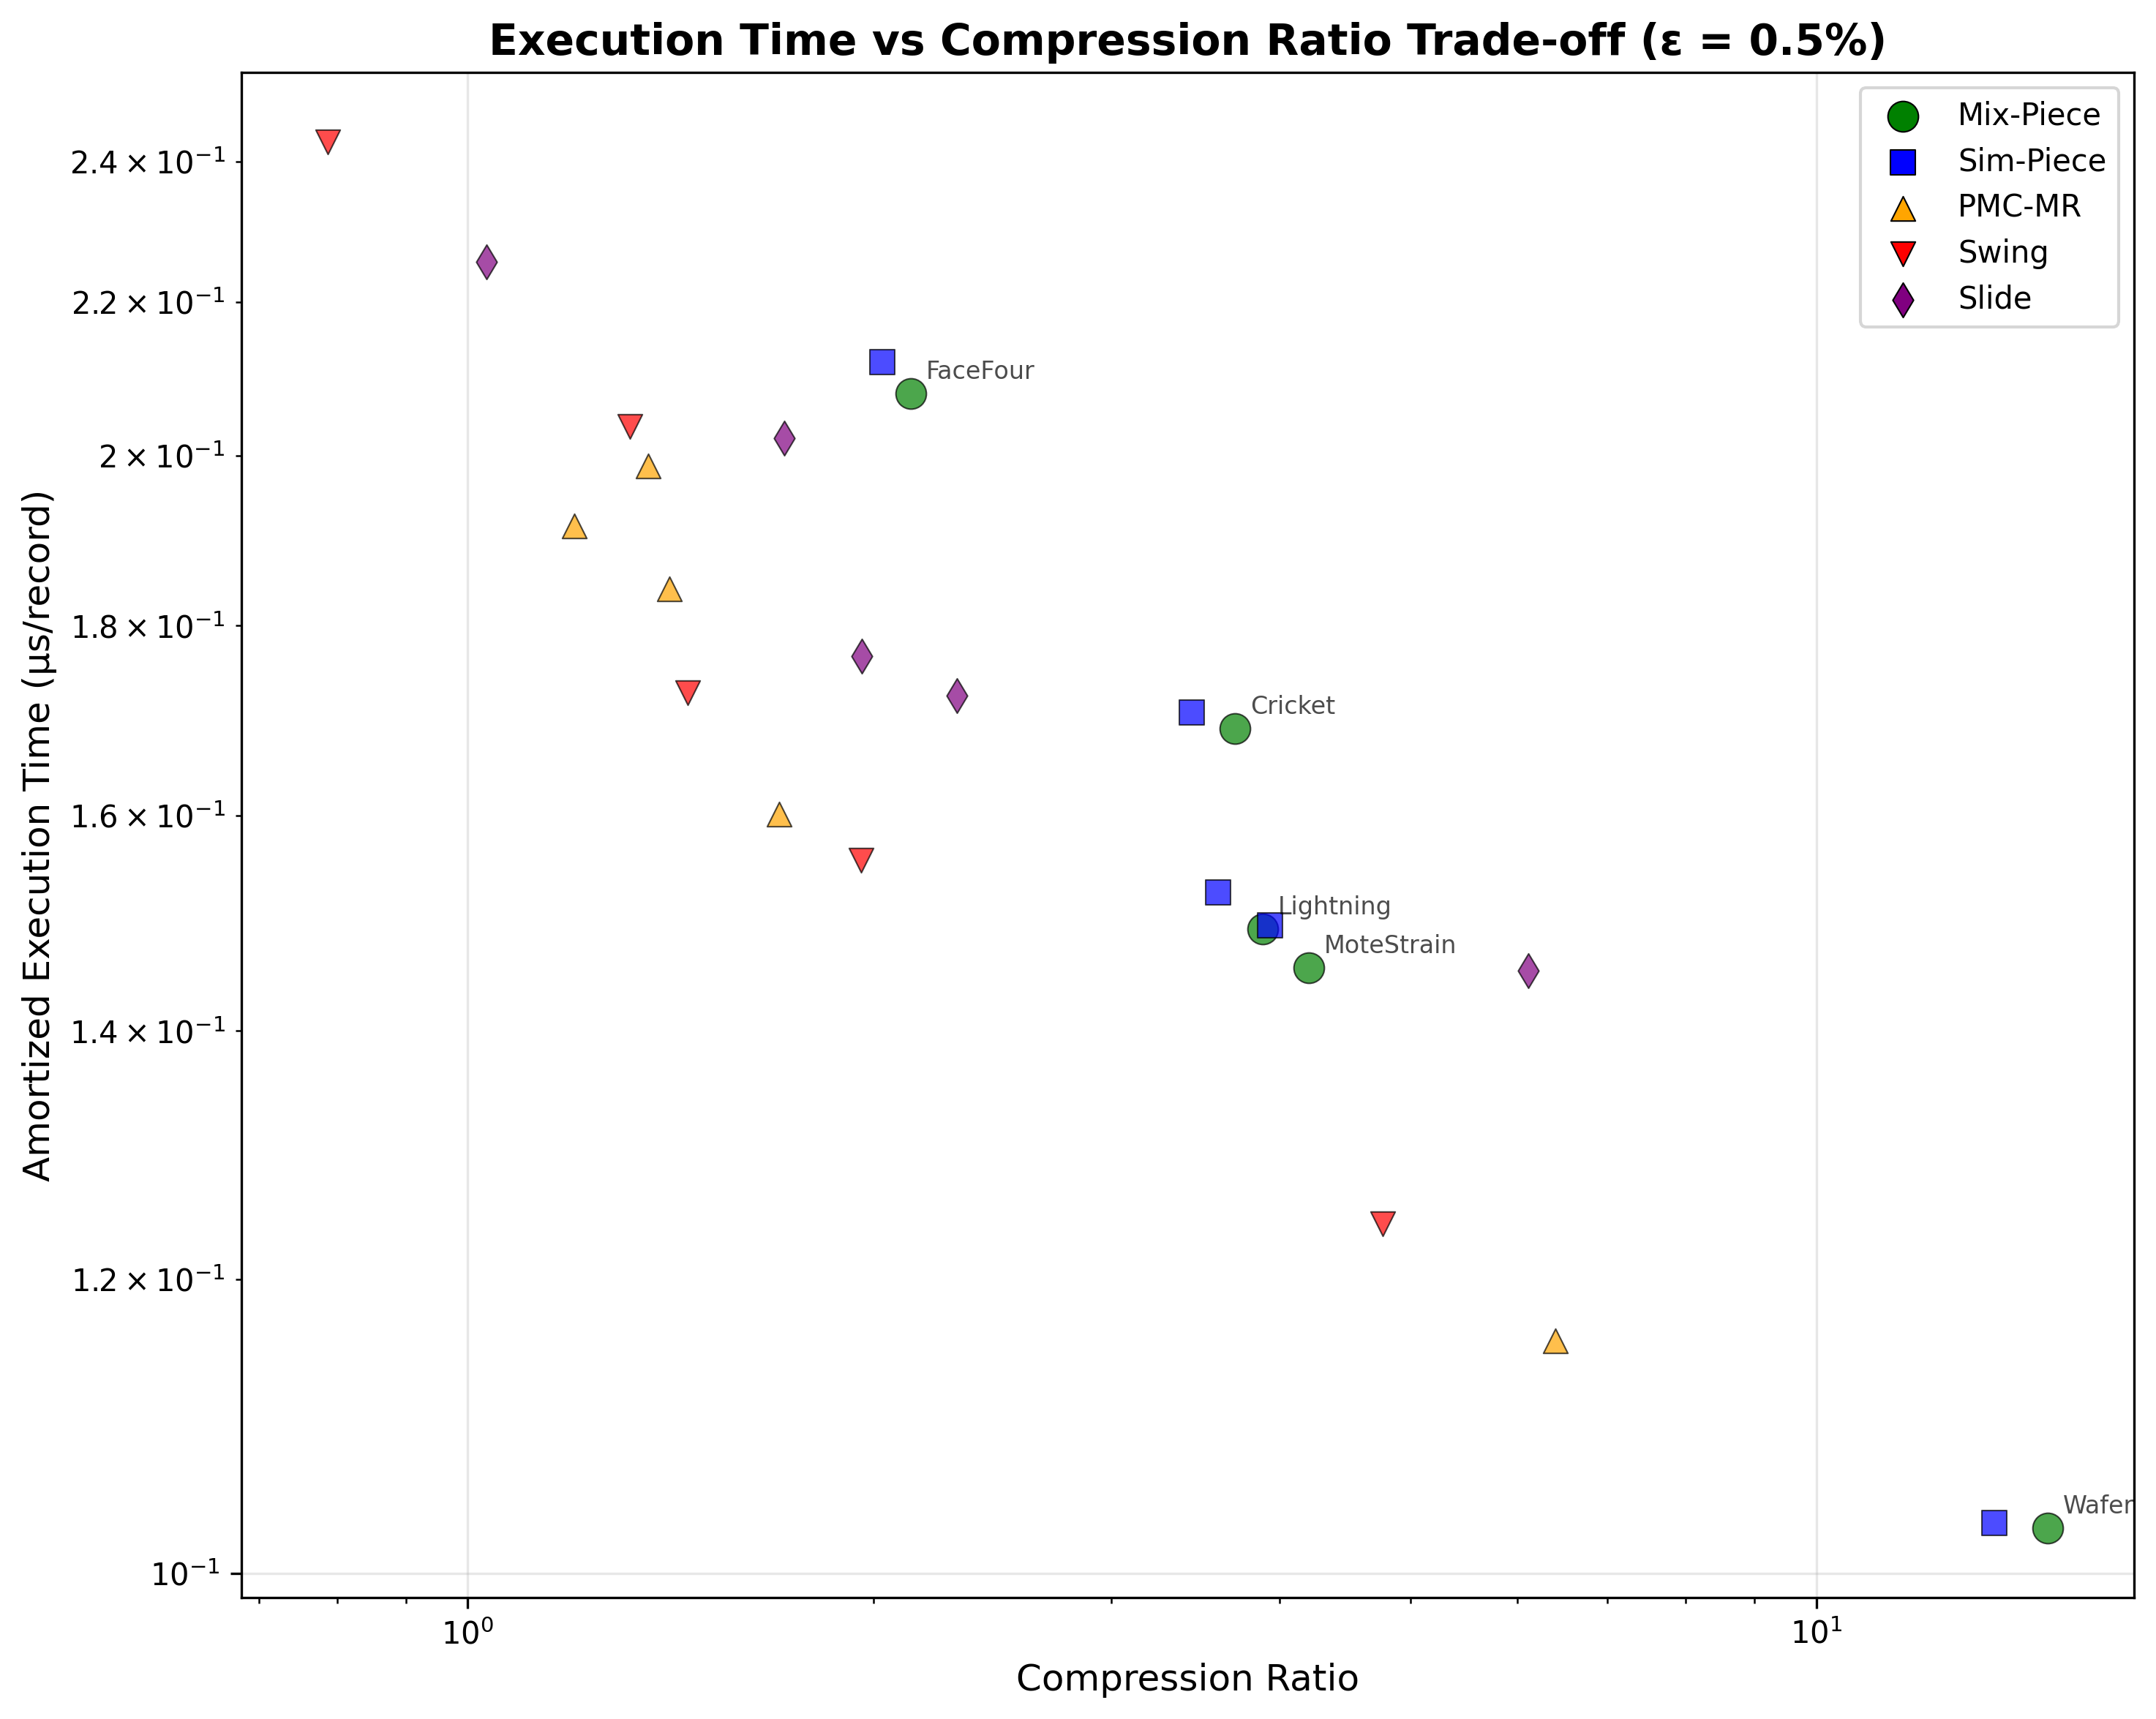 Execution Time vs Compression Ratio Trade-off (ε = 0.5%)
Mix-Piece
Sim-Piece
PMC-MR
Swing
Slide
2.4 × 10⁻¹
2.2 × 10⁻¹
2 × 10⁻¹
1.8 × 10⁻¹
1.6 × 10⁻¹
1.4 × 10⁻¹
1.2 × 10⁻¹
10⁻¹
Amortized Execution Time (μs/record)
FaceFour
Cricket
Lightning
MoteStrain
Wafer
10⁰
10¹
Compression Ratio